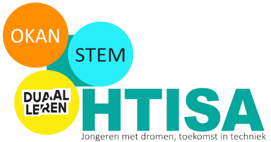 OKAN
STEM
DUAAL
LEREN
HTISA
Jongeren met dromen, toekomst in techniek